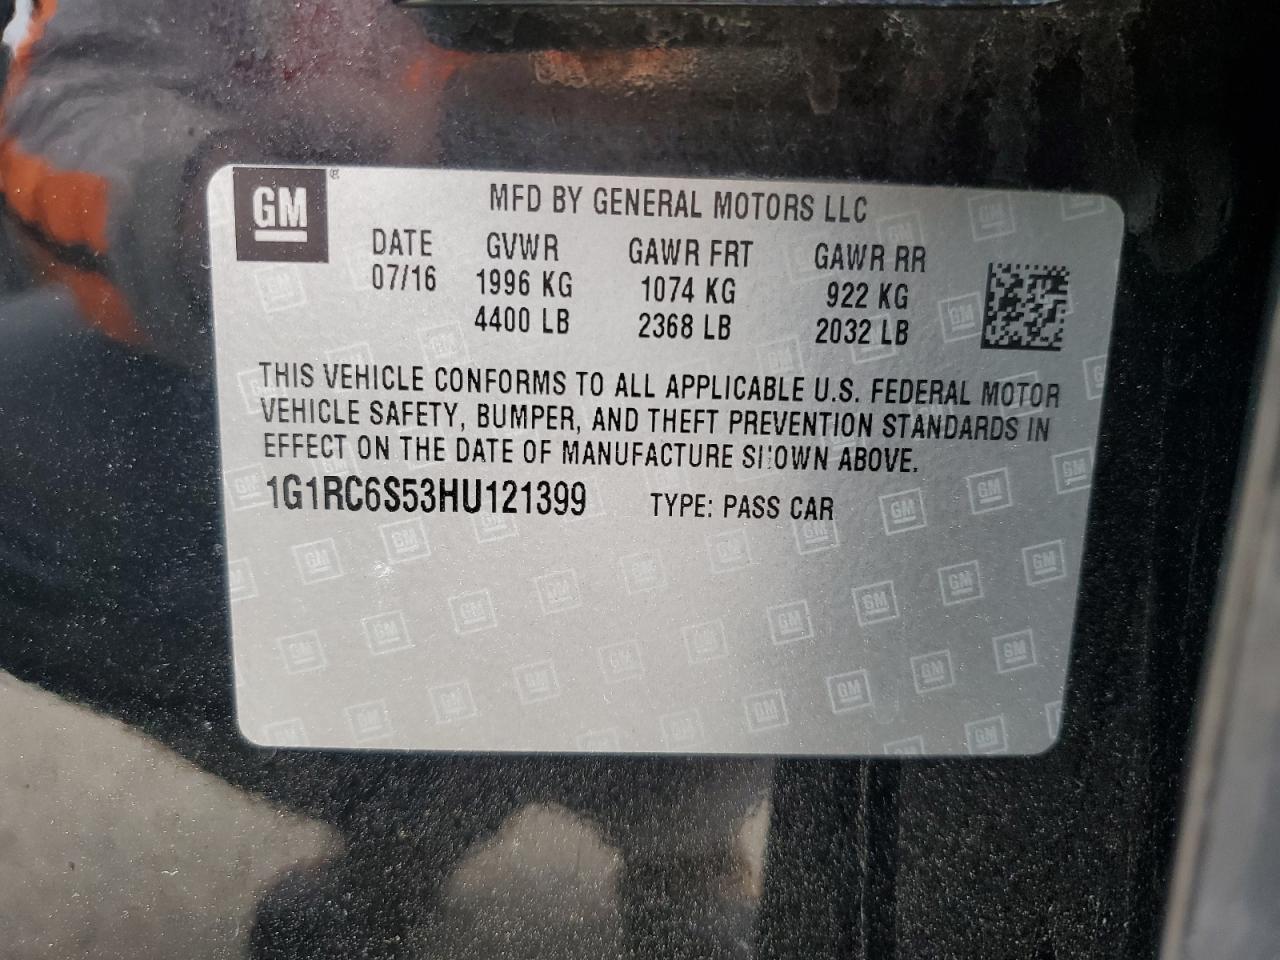 GM ®
MFD BY GENERAL MOTORS LLC
DATE GVWR GAWR FRT GAWR RR
07/16 1996 KG 1074 KG 922 KG
4400 LB 2368 LB 2032 LB
THIS VEHICLE CONFORMS TO ALL APPLICABLE U.S. FEDERAL MOTOR
VEHICLE SAFETY, BUMPER, AND THEFT PREVENTION STANDARDS IN
EFFECT ON THE DATE OF MANUFACTURE SHOWN ABOVE.
1G1RC6S53HU121399 TYPE: PASS CAR